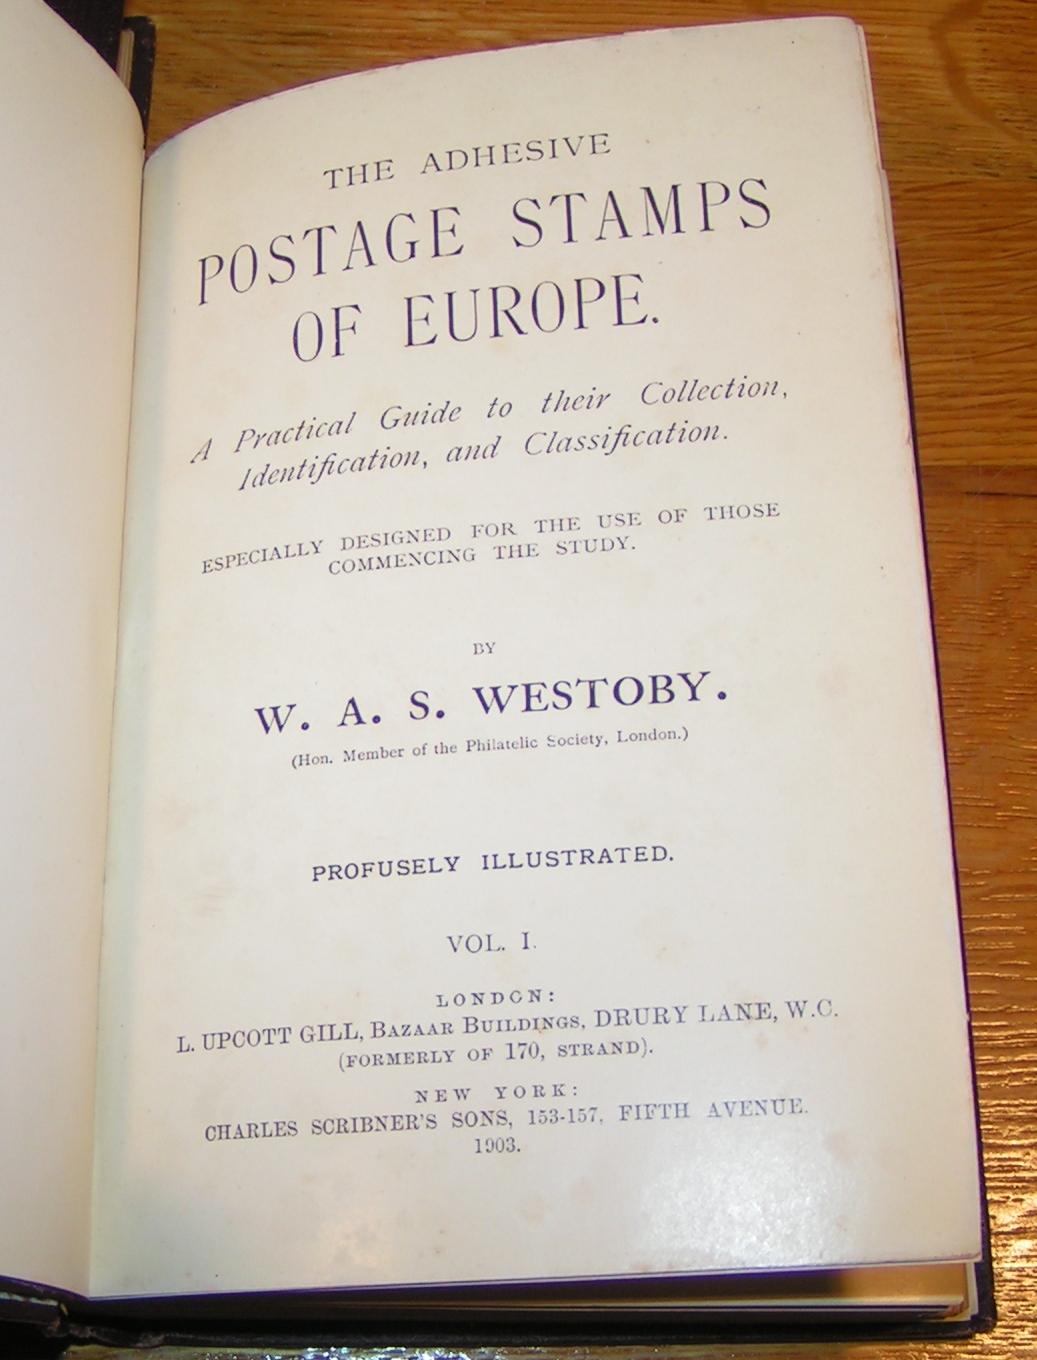 THE ADHESIVE
POSTAGE STAMPS
OF EUROPE.
A Practical Guide to their Collection,
Identification, and Classification.
ESPECIALLY DESIGNED FOR THE USE OF THOSE
COMMENCING THE STUDY.
BY
W. A. S. WESTOBY.
(Hon. Member of the Philatelic Society, London.)
PROFUSELY ILLUSTRATED.
VOL. I.
LONDON:
L. UPCOTT GILL, BAZAAR BUILDINGS, DRURY LANE, W.C.
(FORMERLY OF 170, STRAND).
NEW YORK:
CHARLES SCRIBNER'S SONS, 153-157, FIFTH AVENUE.
1903.